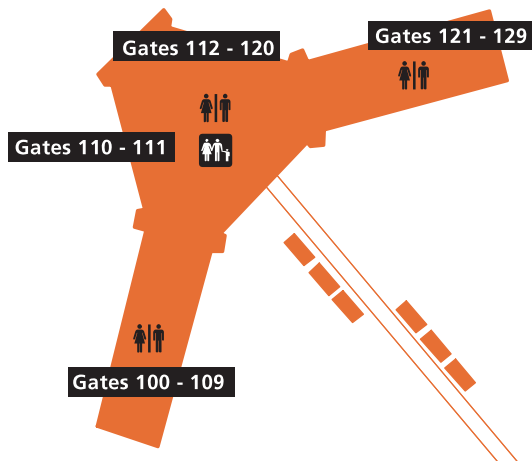 Gates 112 - 120
Gates 121 - 129
Gates 110 - 111
Gates 100 - 109